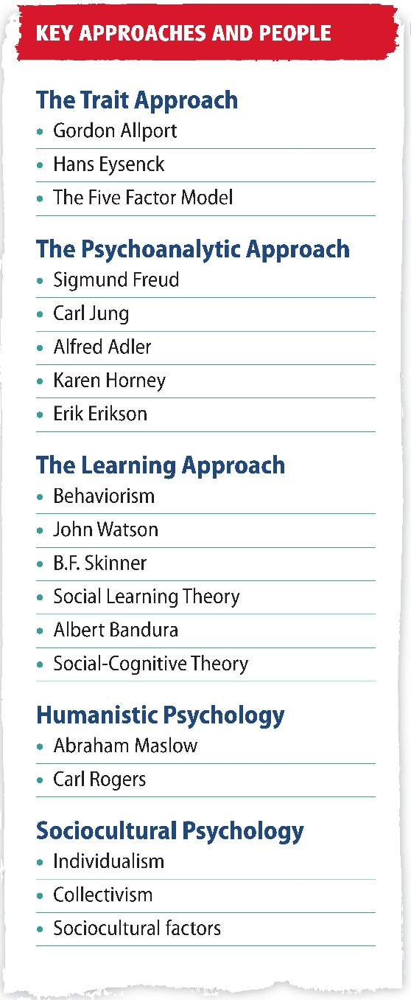 KEY APPROACHES AND PEOPLE
The Trait Approach
• Gordon Allport
• Hans Eysenck
• The Five Factor Model
The Psychoanalytic Approach
• Sigmund Freud
• Carl Jung
• Alfred Adler
• Karen Horney
• Erik Erikson
The Learning Approach
• Behaviorism
• John Watson
• B.F. Skinner
• Social Learning Theory
• Albert Bandura
• Social-Cognitive Theory
Humanistic Psychology
• Abraham Maslow
• Carl Rogers
Sociocultural Psychology
• Individualism
• Collectivism
• Sociocultural factors